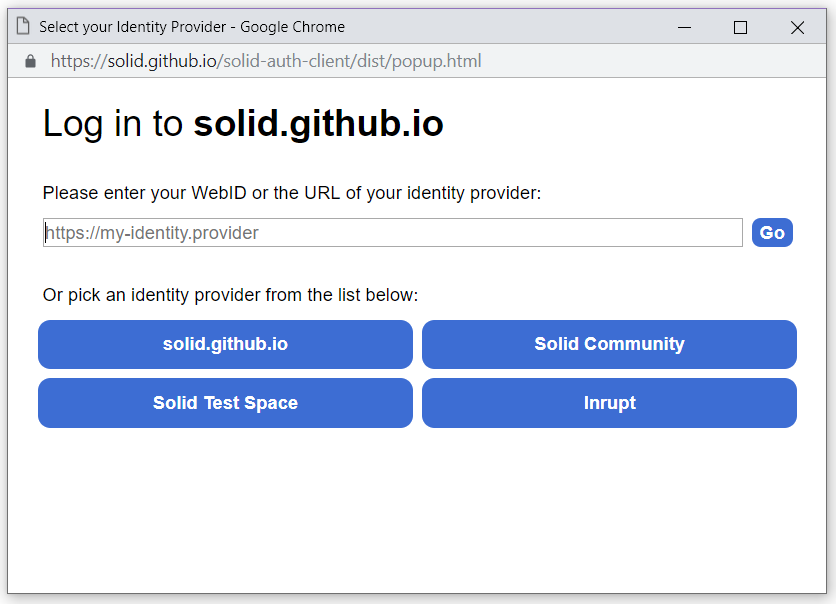 Select your Identity Provider - Google Chrome
https://solid.github.io/solid-auth-client/dist/popup.html
Log in to solid.github.io
Please enter your WebID or the URL of your identity provider:
https://my-identity.provider Go
Or pick an identity provider from the list below:
solid.github.io Solid Community
Solid Test Space Inrupt